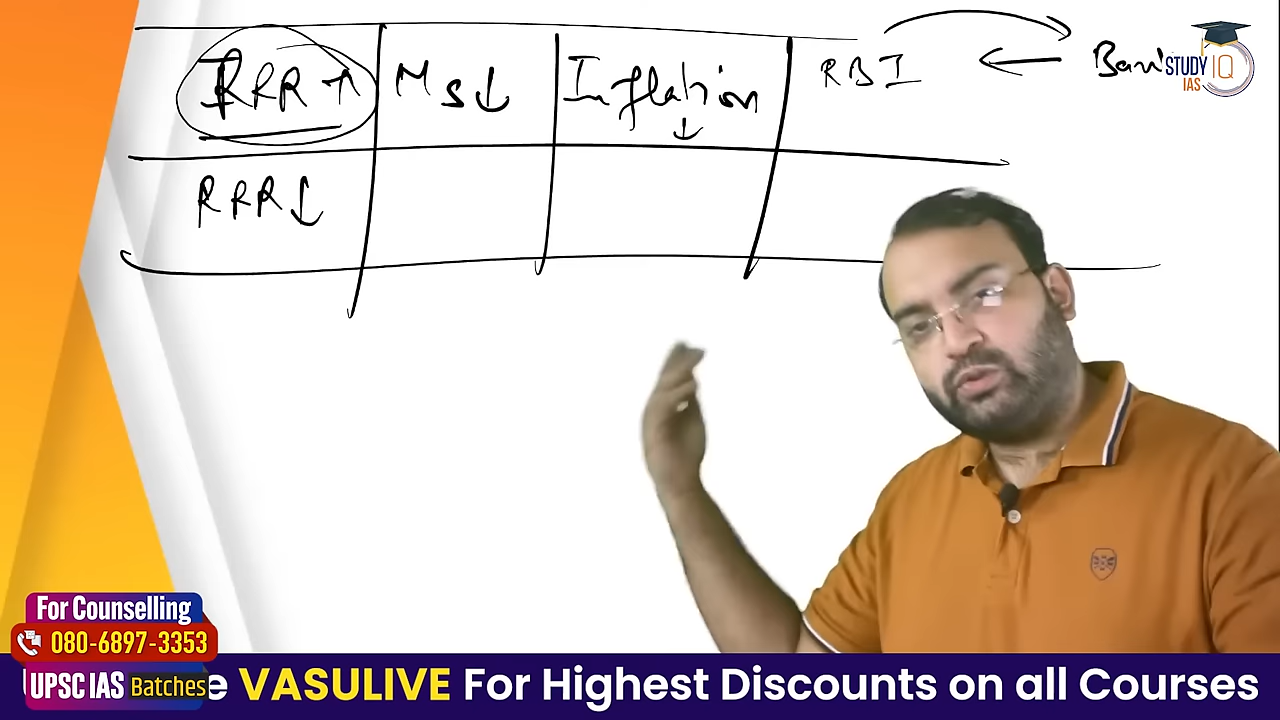 RRR ↑ Ms ↓ Inflation ↓ RBI ← Ban
STUDY IQ
IAS
RRR ↓
For Counselling
080-6897-3353
UPSC IAS Batches
e VASULIVE For Highest Discounts on all Courses